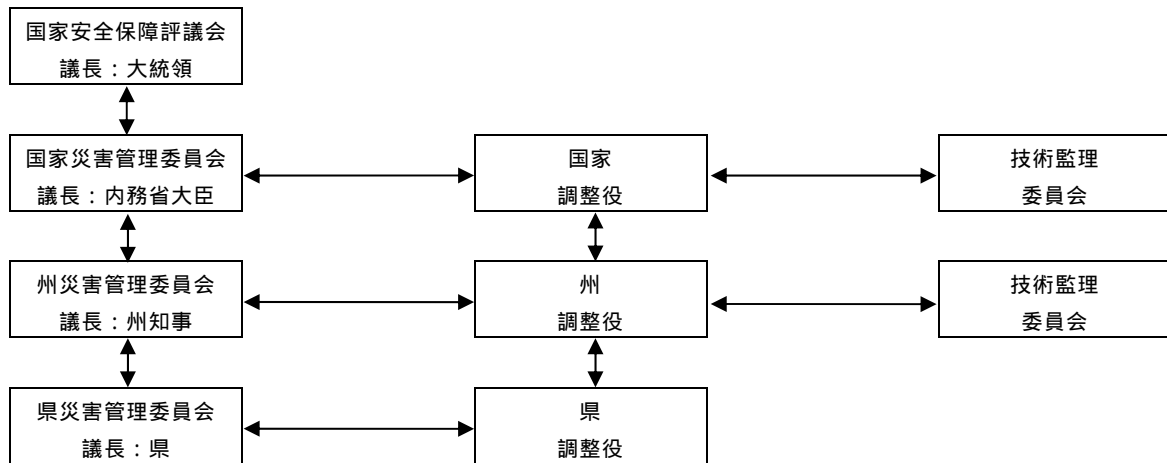 国家安全保障評議会
議長：大統領
国家災害管理委員会
議長：内務省大臣
国家
調整役
技術監理
委員会
州災害管理委員会
議長：州知事
州
調整役
技術監理
委員会
県災害管理委員会
議長：県
県
調整役